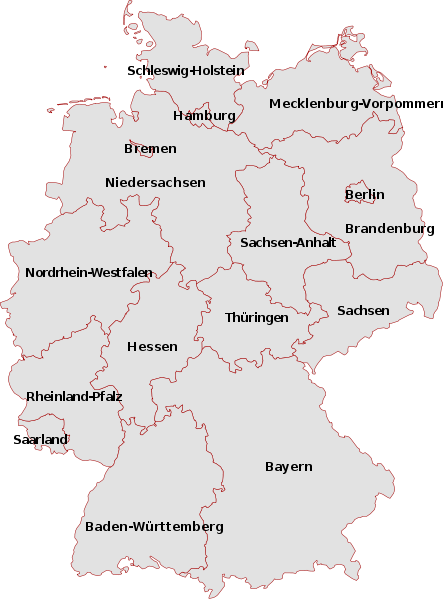 Schleswig-Holstein
Mecklenburg-Vorpommern
Hamburg
Bremen
Niedersachsen
Berlin
Brandenburg
Sachsen-Anhalt
Nordrhein-Westfalen
Sachsen
Thüringen
Hessen
Rheinland-Pfalz
Saarland
Bayern
Baden-Württemberg